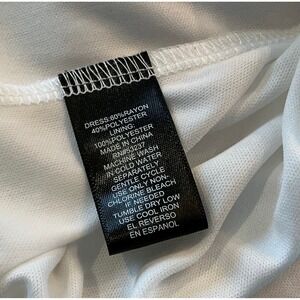 DRESS:60%RAYON
40%POLYESTER
LINING:
100%POLYESTER
MADE IN CHINA
RN#53237
MACHINE WASH
IN COLD WATER
SEPARATELY
GENTLE CYCLE
USE ONLY NON-
CHLORINE BLEACH
IF NEEDED
TUMBLE DRY LOW
USE COOL IRON
EL REVERSO
EN ESPANOL